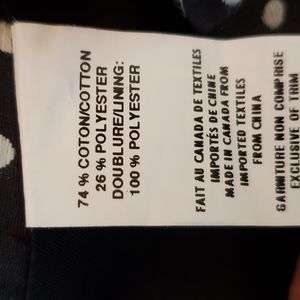 74 % COTON/COTTON
26 % POLYESTER
DOUBLURE/LINING:
100 % POLYESTER
FAIT AU CANADA DE TEXTILES
IMPORTÉS DE CHINE
MADE IN CANADA FROM
IMPORTED TEXTILES
FROM CHINA
GARNITURE NON COMPRISE
EXCLUSIVE OF TRIM